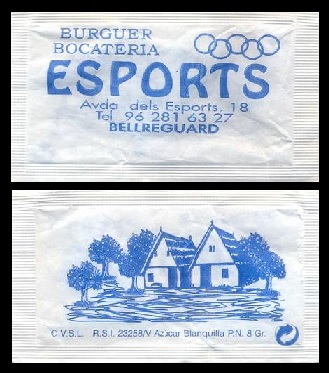 BURGUER
BOCATERIA
ESPORTS
Avda dels Esports, 18
Tel 96 281 63 27
BELLREGUARD
C.V.S.L. R.S.I. 23258/V Azúcar Blanquilla P.N. 8 Gr.